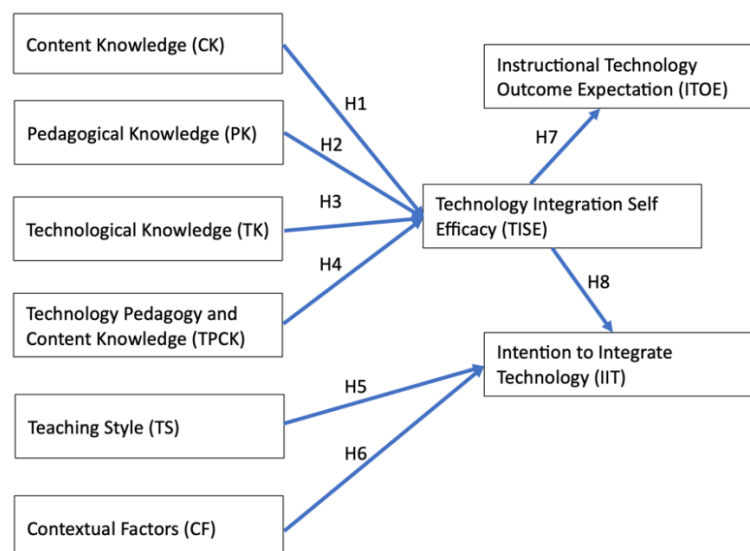 Content Knowledge (CK)
Pedagogical Knowledge (PK)
Technological Knowledge (TK)
Technology Pedagogy and
Content Knowledge (TPCK)
Teaching Style (TS)
Contextual Factors (CF)
H1
H2
H3
H4
H5
H6
Technology Integration Self
Efficacy (TISE)
H7
H8
Instructional Technology
Outcome Expectation (ITOE)
Intention to Integrate
Technology (IIT)